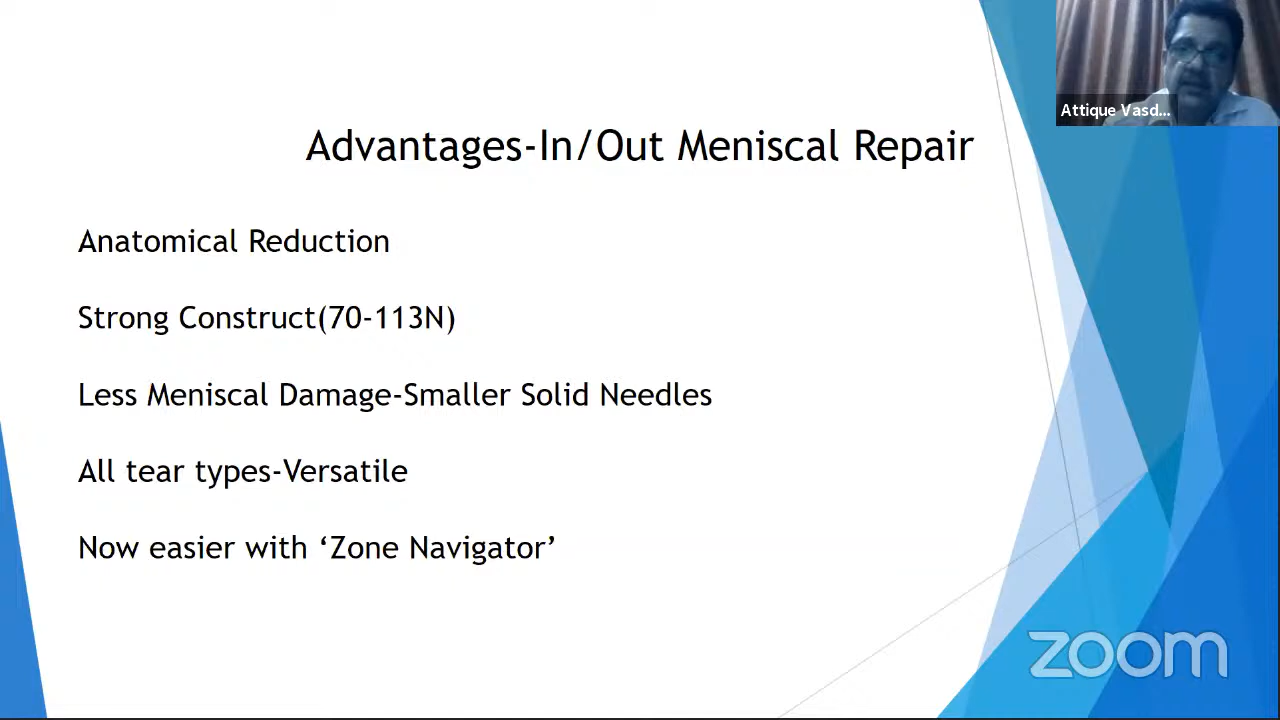 Attique Vasd...
Advantages-In/Out Meniscal Repair
Anatomical Reduction
Strong Construct(70-113N)
Less Meniscal Damage-Smaller Solid Needles
All tear types-Versatile
Now easier with ‘Zone Navigator’
zoom